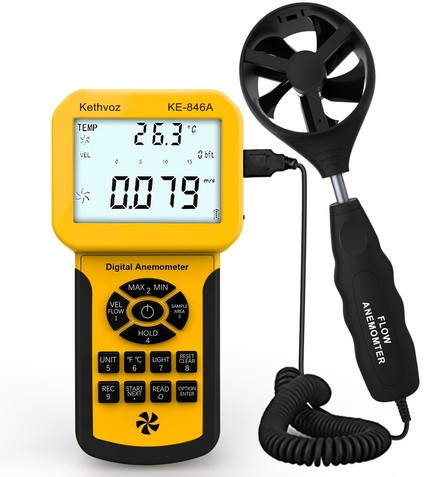 Kethvoz KE-846A
TEMP 26.3 °C
VEL 0 5 10 15 0 bft
0.079 m/s
Digital Anemometer
MAX 2 MIN
VEL FLOW 1
SAMPLE AREA 3
HOLD 4
UNIT 5
°F °C 6
LIGHT 7
RESET CLEAR 8
REC 9
START NEXT .
READ 0
OPTION ENTER
FLOW
ANEMOMTER